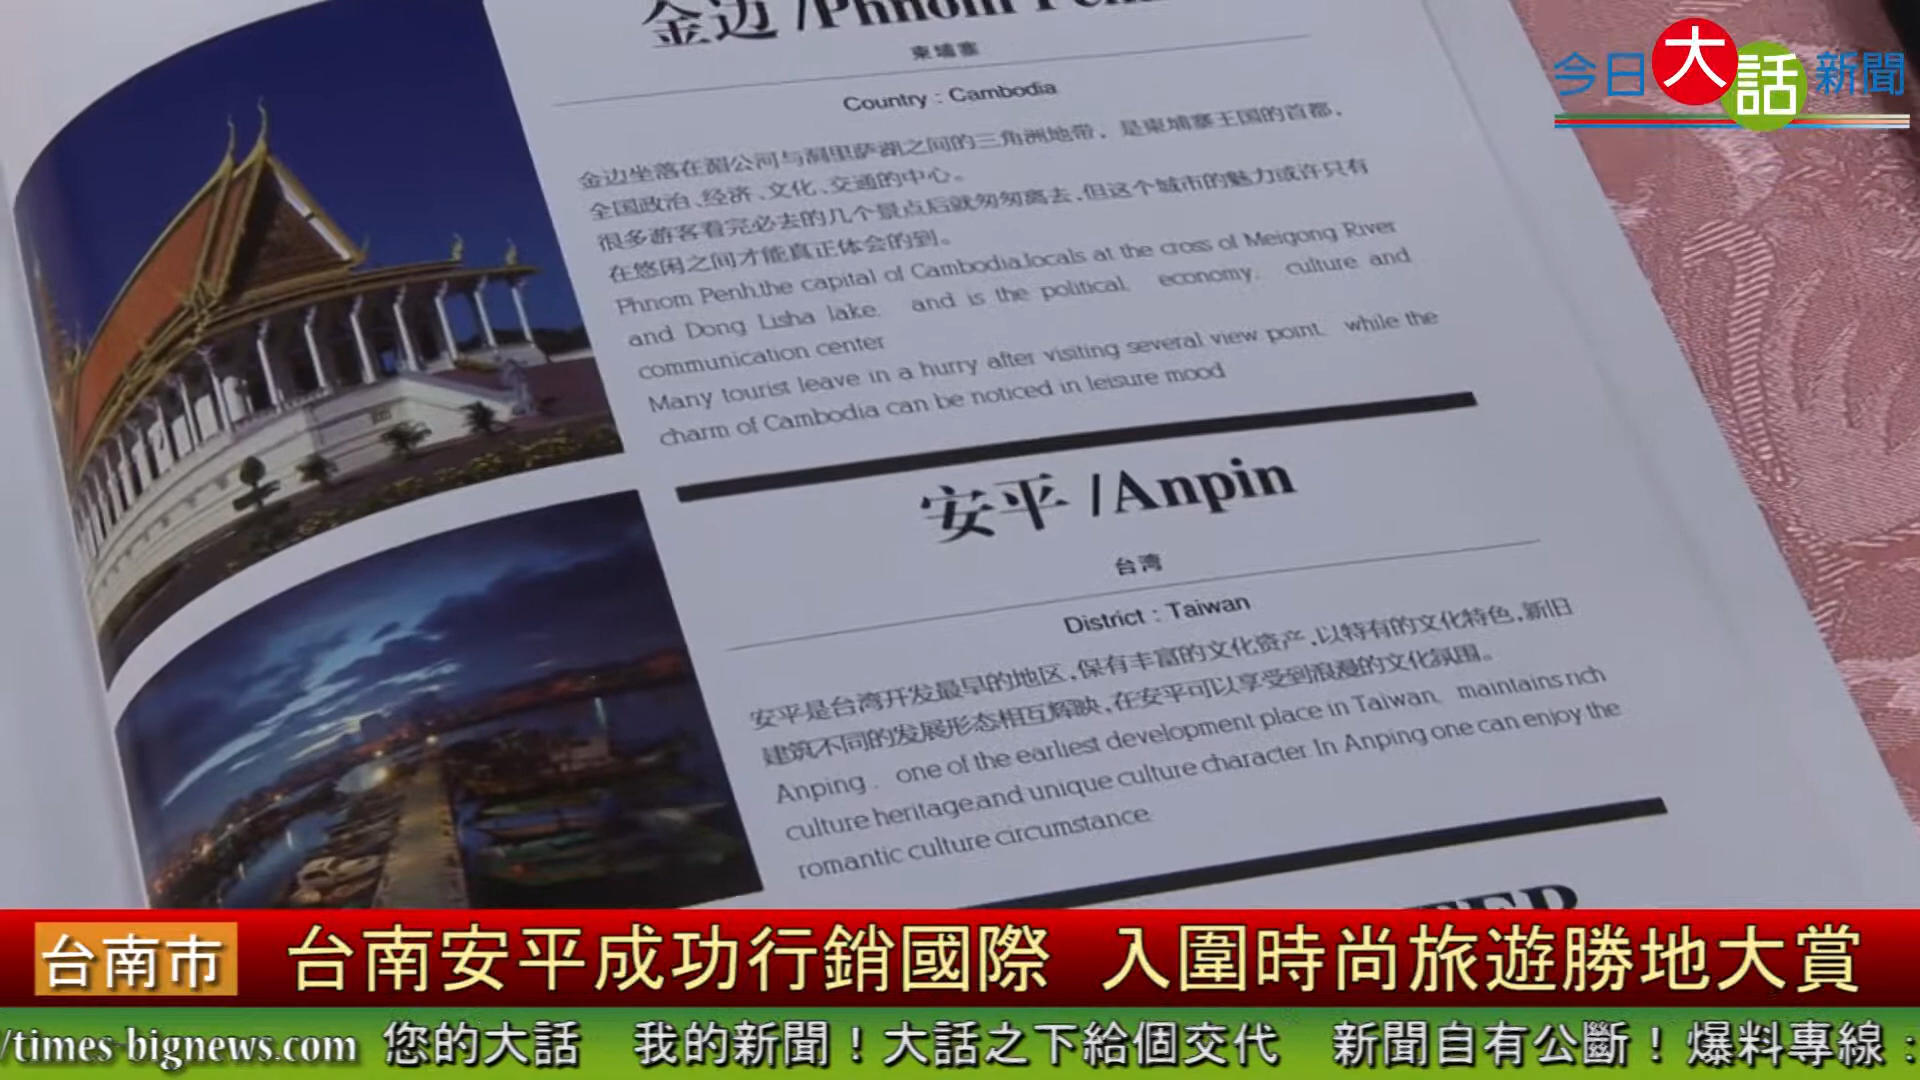 金边 /Phnom Penh
柬埔寨
Country : Cambodia
金边坐落在湄公河与洞里萨湖之间的三角洲地带，是柬埔寨王国的首都，
全国政治、经济、文化、交通的中心。
很多游客看完必去的几个景点后就匆匆离去，但这个城市的魅力或许只有
在悠闲之间才能真正体会的到。
Phnom Penh,the capital of Cambodia,locals at the cross of Meigong River
and Dong Lisha lake, and is the political, economy, culture and
communication center
Many tourist leave in a hurry after visiting several view point, while the
charm of Cambodia can be noticed in leisure mood
安平 /Anpin
台湾
District : Taiwan
安平是台湾开发最早的地区，保有丰富的文化资产，以特有的文化特色，新旧
建筑不同的发展形态相互辉映，在安平可以享受到浪漫的文化氛围。
Anping , one of the earliest development place in Taiwan, maintains rich
culture heritage,and unique culture character. In Anping one can enjoy the
romantic culture circumstance.
今日大話新聞
台南市 台南安平成功行銷國際 入圍時尚旅遊勝地大賞
/times-bignews.com 您的大話 我的新聞！大話之下給個交代 新聞自有公斷！爆料專線：